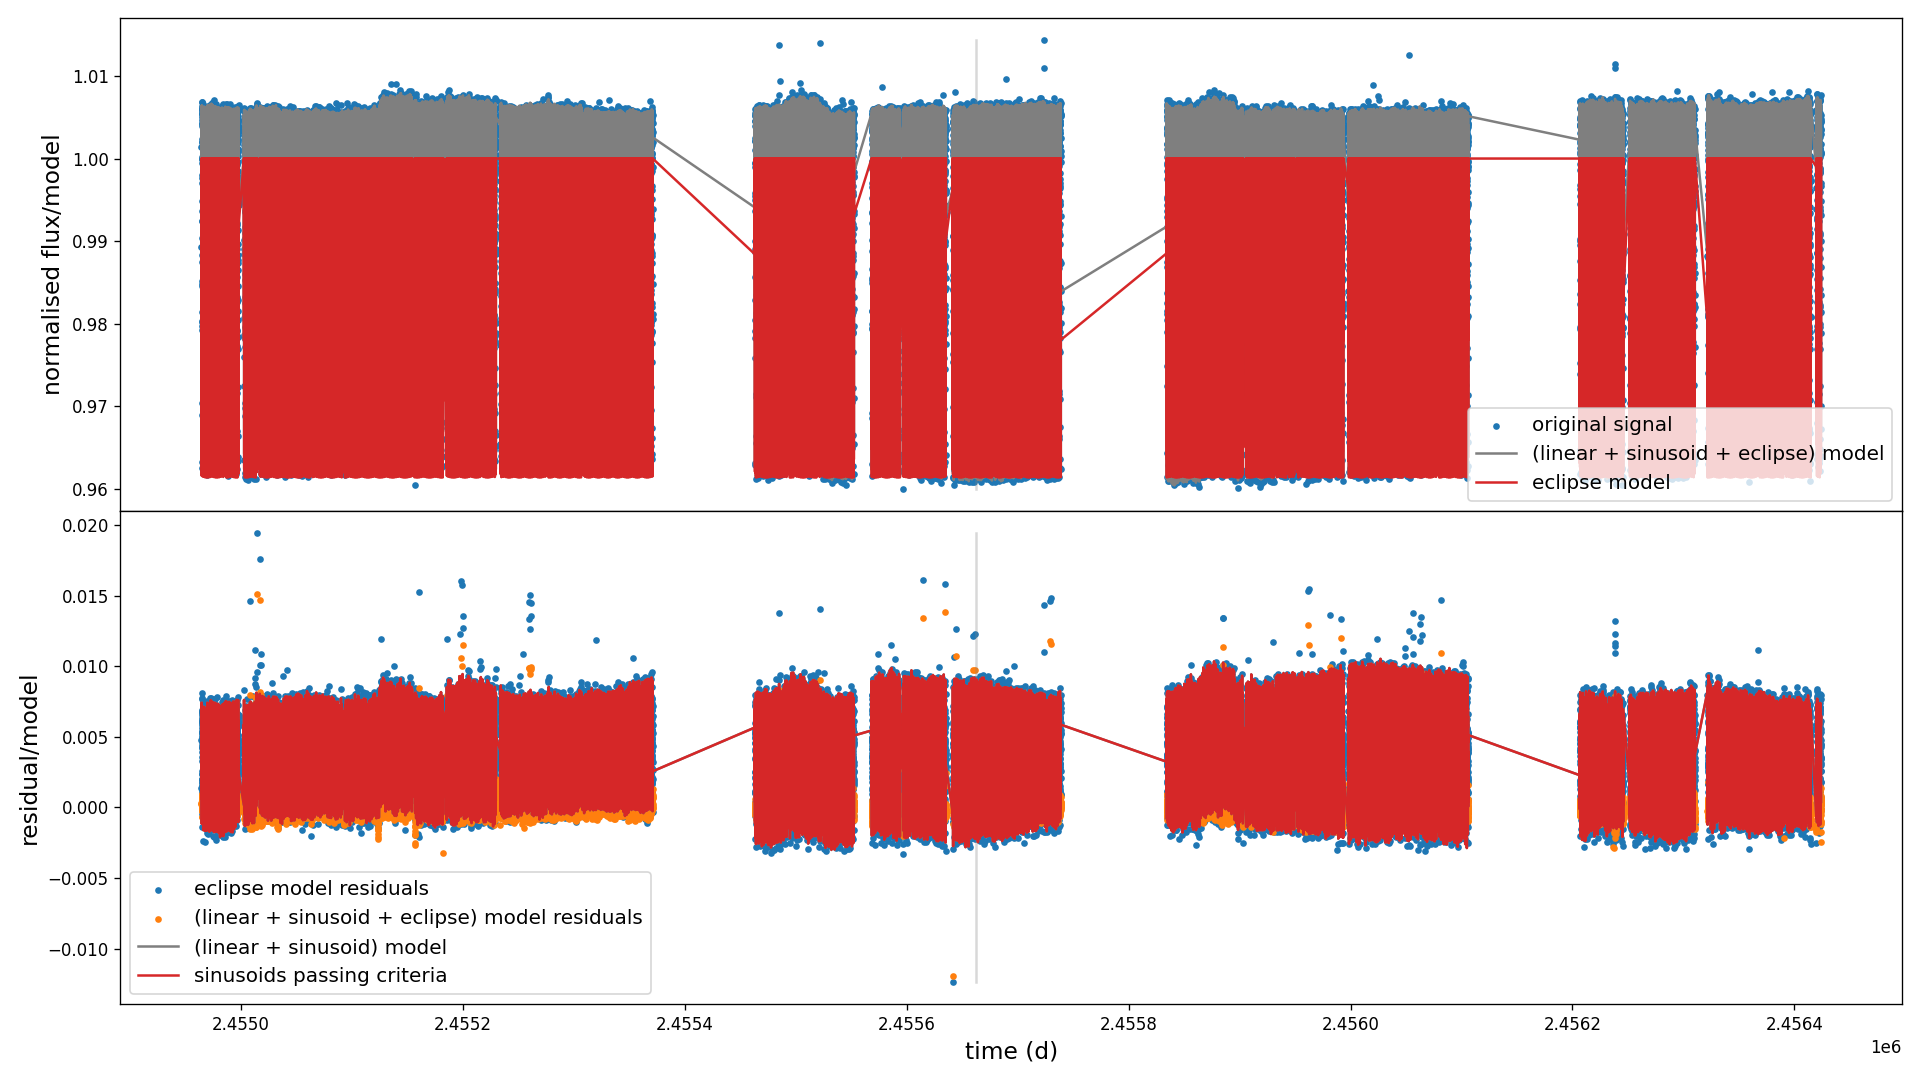 normalised flux/model
1.01
1.00
0.99
0.98
0.97
0.96
original signal
(linear + sinusoid + eclipse) model
eclipse model
residual/model
0.020
0.015
0.010
0.005
0.000
−0.005
−0.010
eclipse model residuals
(linear + sinusoid + eclipse) model residuals
(linear + sinusoid) model
sinusoids passing criteria
2.4550 2.4552 2.4554 2.4556 2.4558 2.4560 2.4562 2.4564
time (d)
1e6